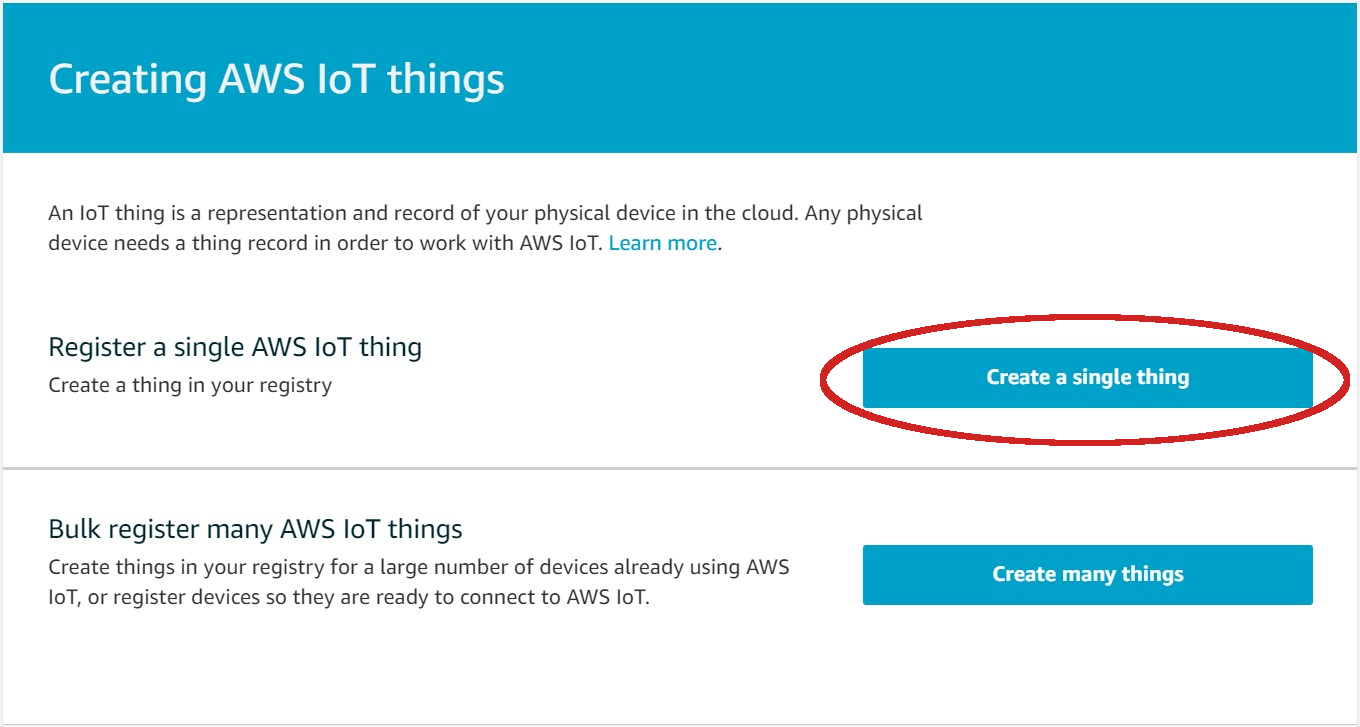 Creating AWS IoT things
An IoT thing is a representation and record of your physical device in the cloud. Any physical
device needs a thing record in order to work with AWS IoT. Learn more.
Register a single AWS IoT thing
Create a thing in your registry
Create a single thing
Bulk register many AWS IoT things
Create things in your registry for a large number of devices already using AWS
IoT, or register devices so they are ready to connect to AWS IoT.
Create many things